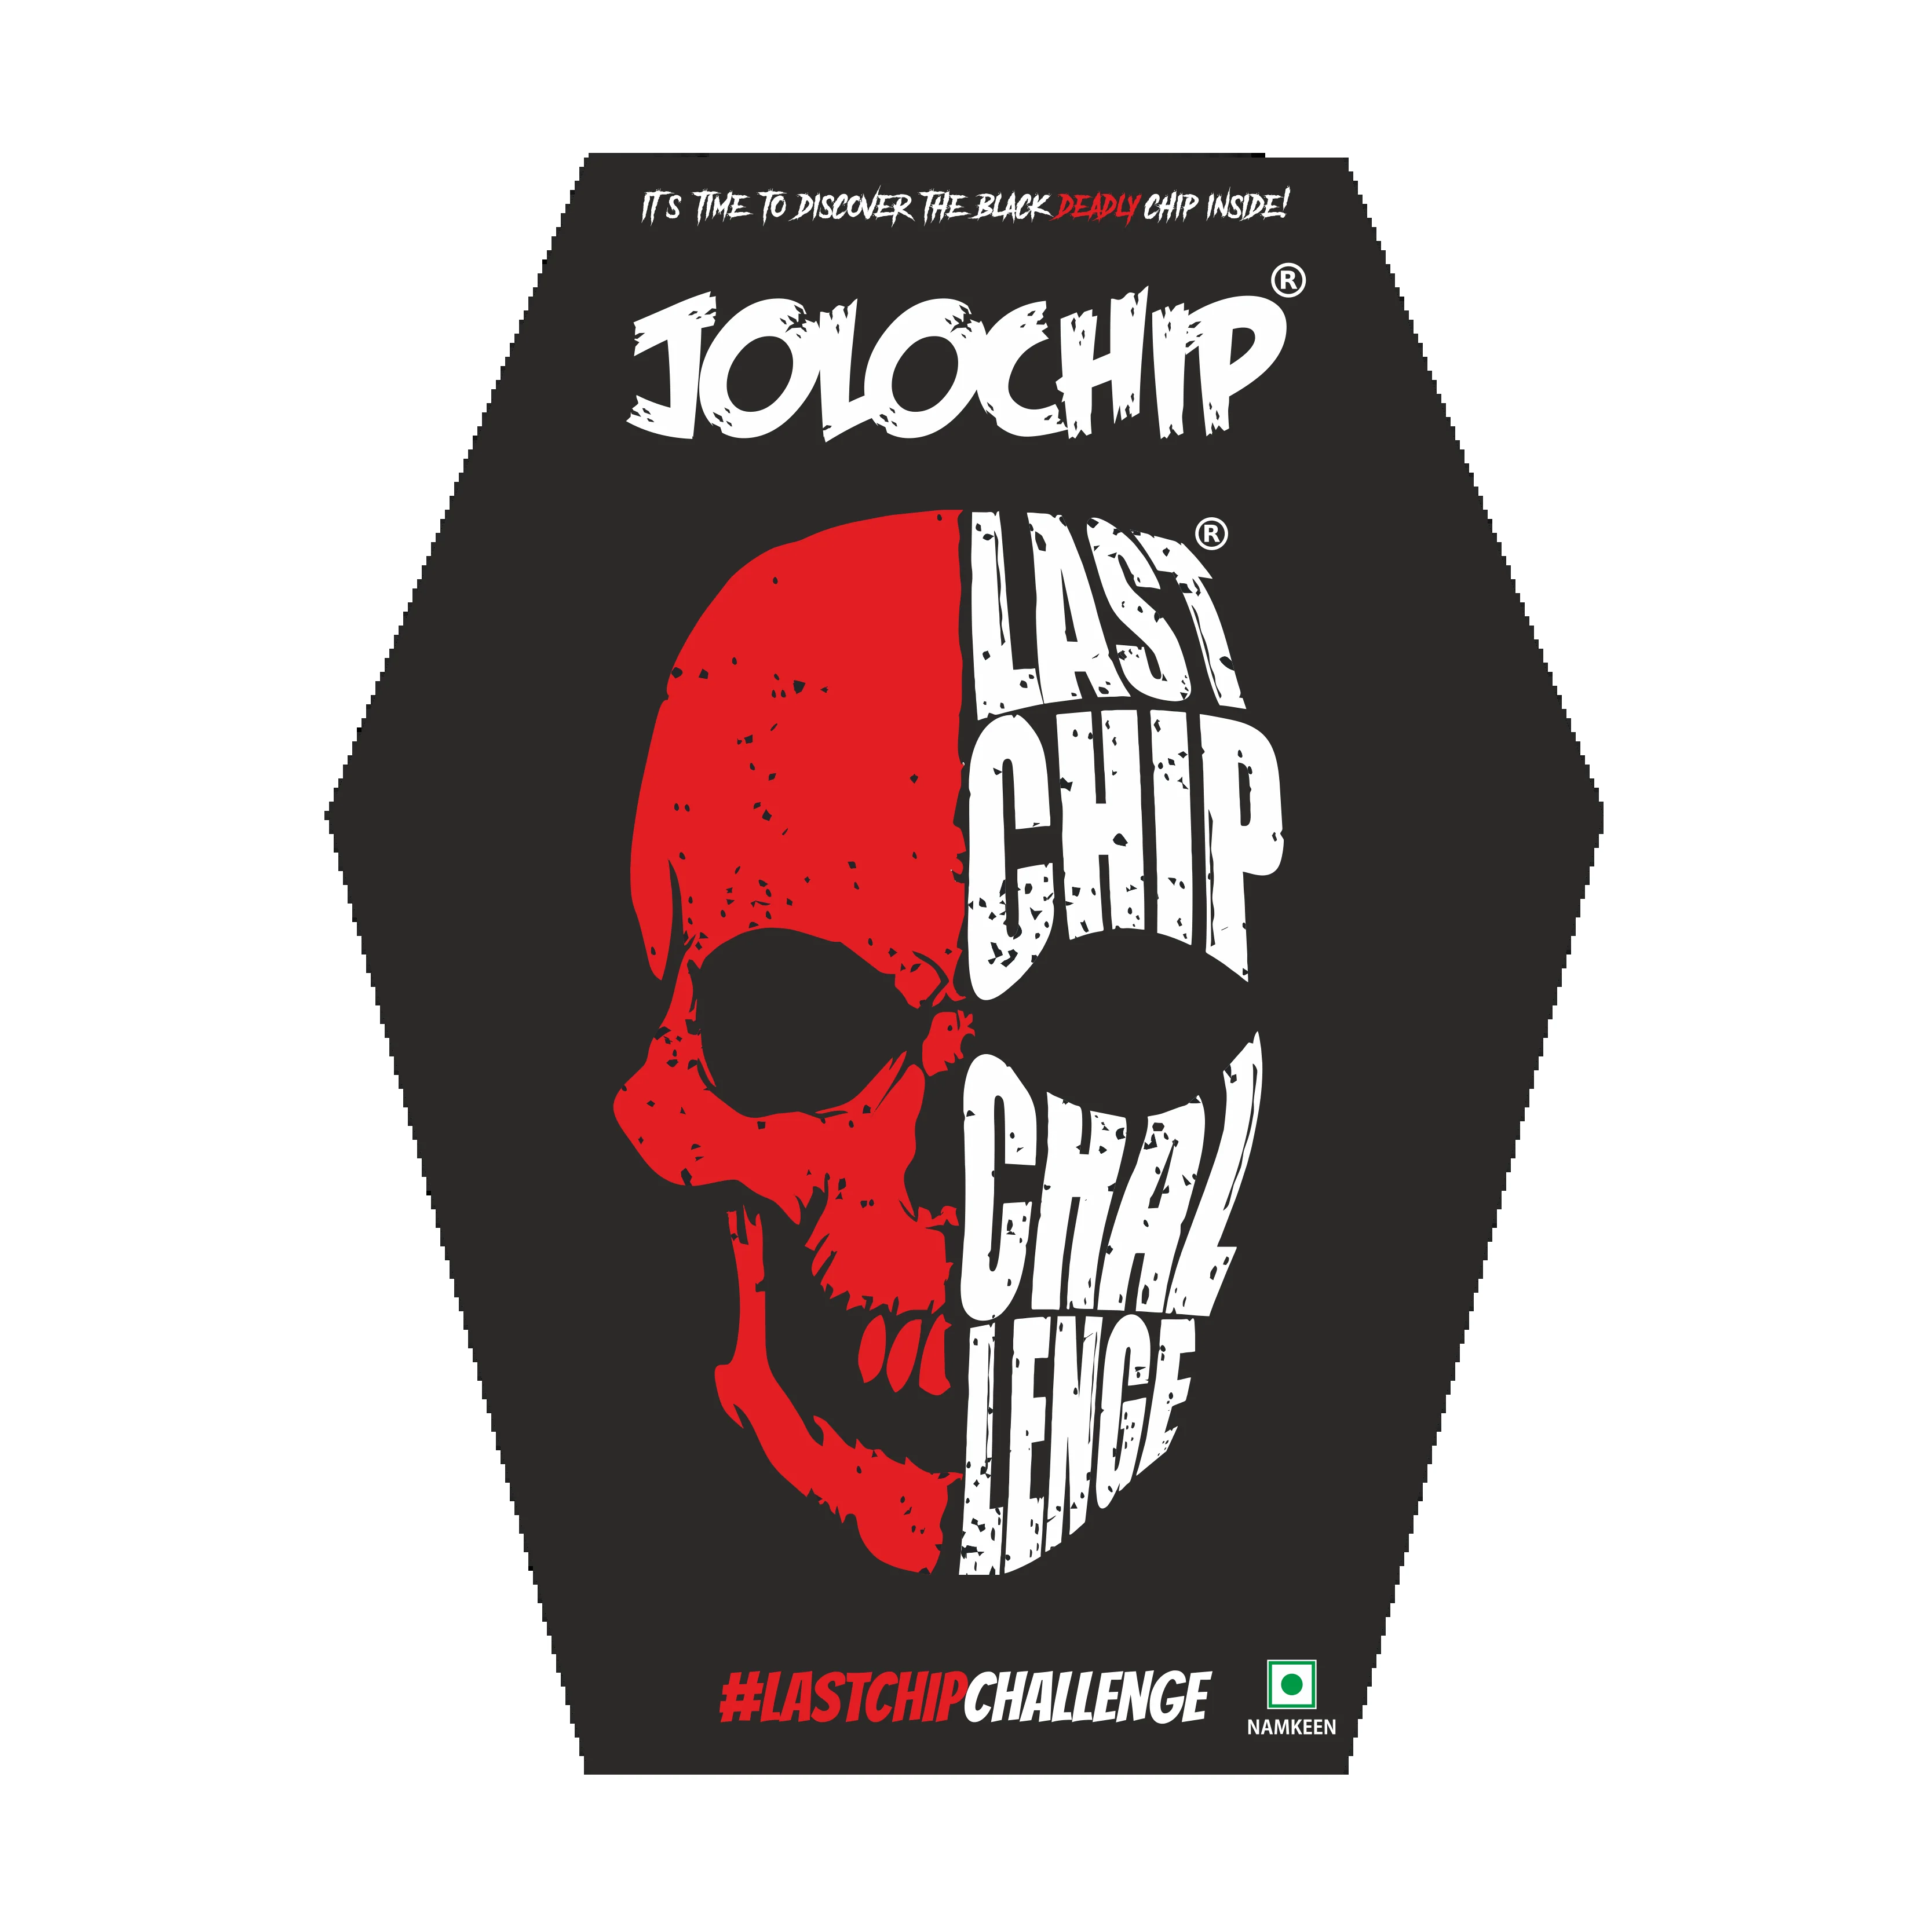 IT'S TIME TO DISCOVER THE BLACK DEADLY CHIP INSIDE!
JOLOCHIP®
LAST®
CHIP
CHAL
LENGE
#LASTCHIPCHALLENGE
NAMKEEN